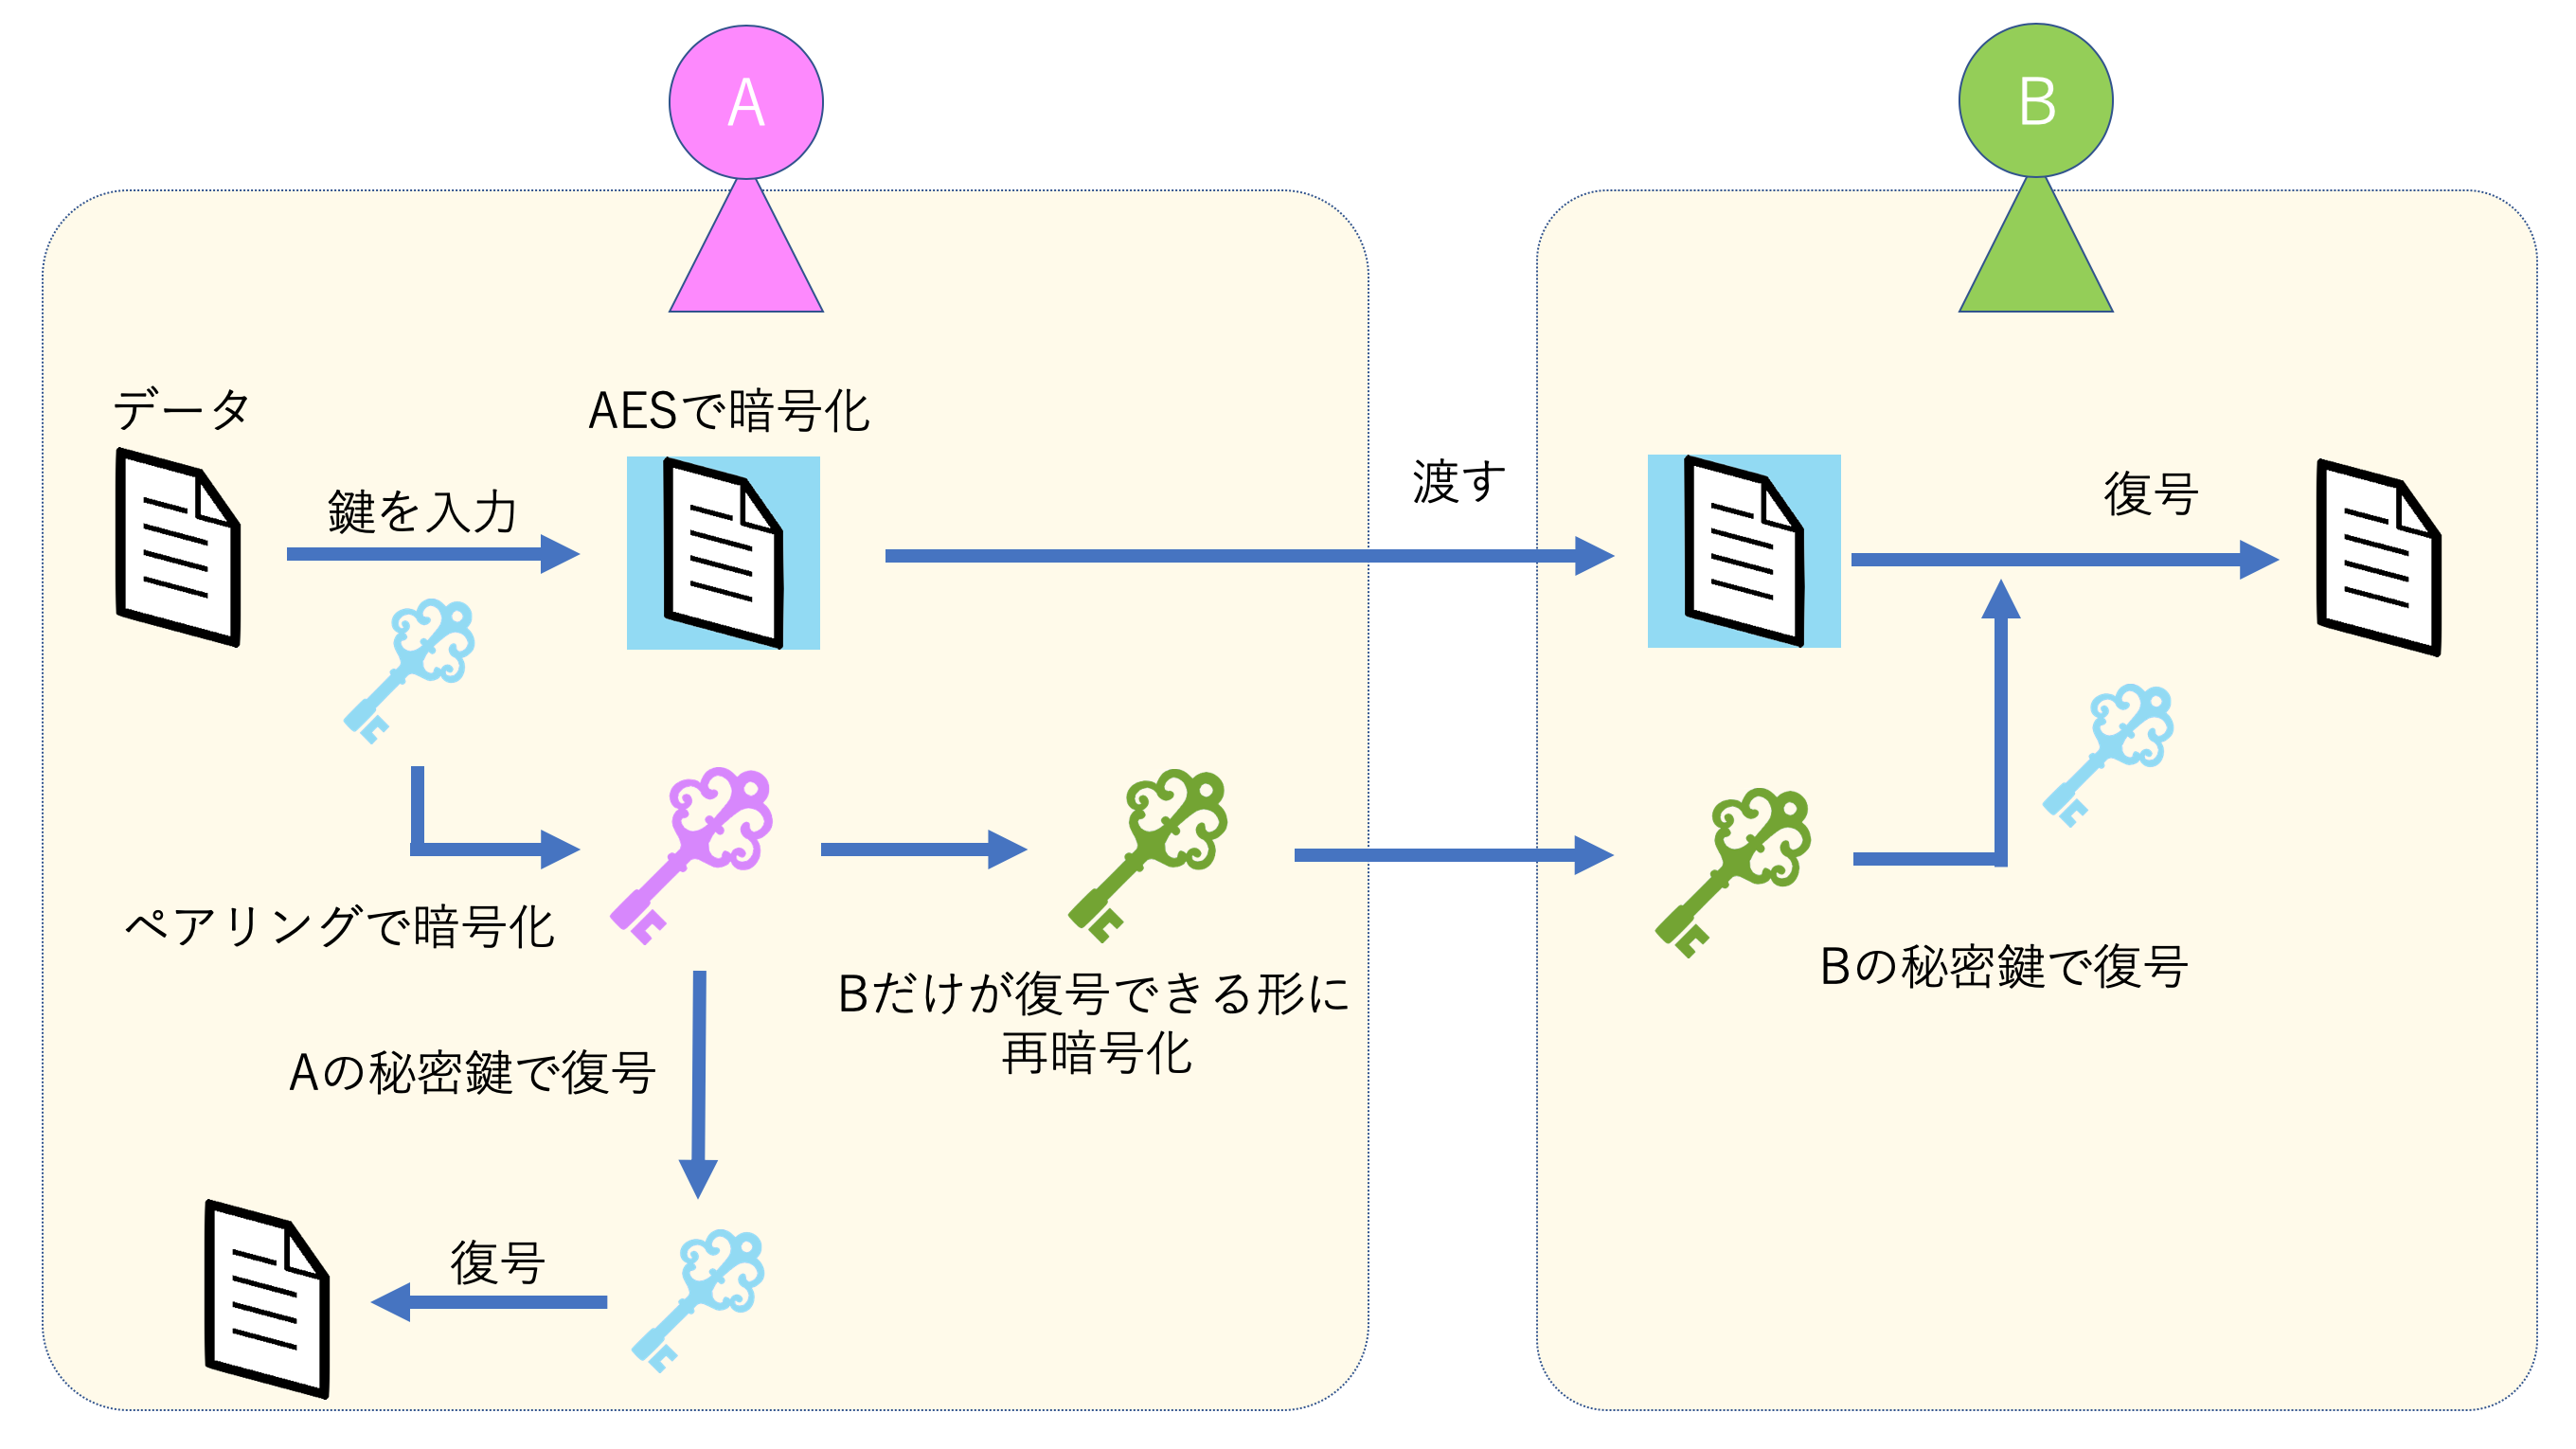 A
B
データ
AESで暗号化
鍵を入力
渡す
復号
ペアリングで暗号化
Bだけが復号できる形に
再暗号化
Bの秘密鍵で復号
Aの秘密鍵で復号
復号